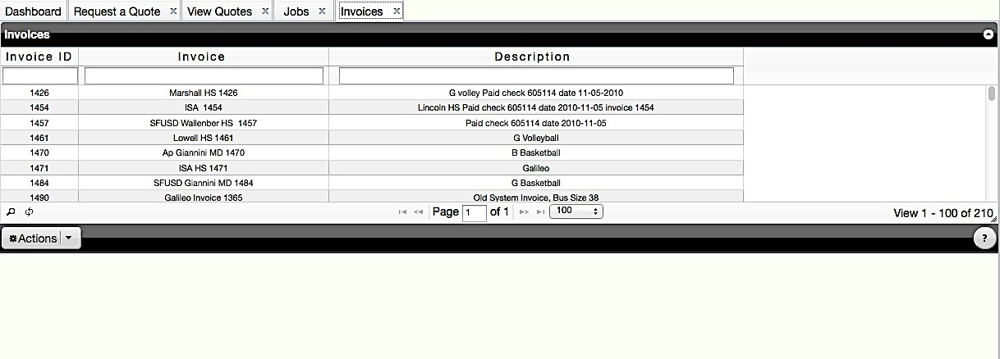 Dashboard Request a Quote x View Quotes x Jobs x Invoices x
Invoices
Invoice ID Invoice Description
1426 Marshall HS 1426 G volley Paid check 605114 date 11-05-2010
1454 ISA 1454 Lincoln HS Paid check 605114 date 2010-11-05 invoice 1454
1457 SFUSD Wallenber HS 1457 Paid check 605114 date 2010-11-05
1461 Lowell HS 1461 G Volleyball
1470 Ap Giannini MD 1470 B Basketball
1471 ISA HS 1471 Galileo
1484 SFUSD Giannini MD 1484 G Basketball
1490 Galileo Invoice 1365 Old System Invoice, Bus Size 38
Page 1 of 1 100 View 1 - 100 of 210
Actions ?